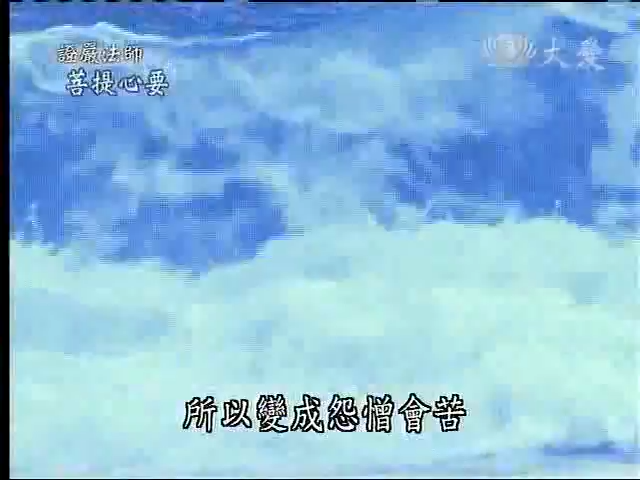 證嚴法師
菩提心要
大愛
所以變成怨憎會苦